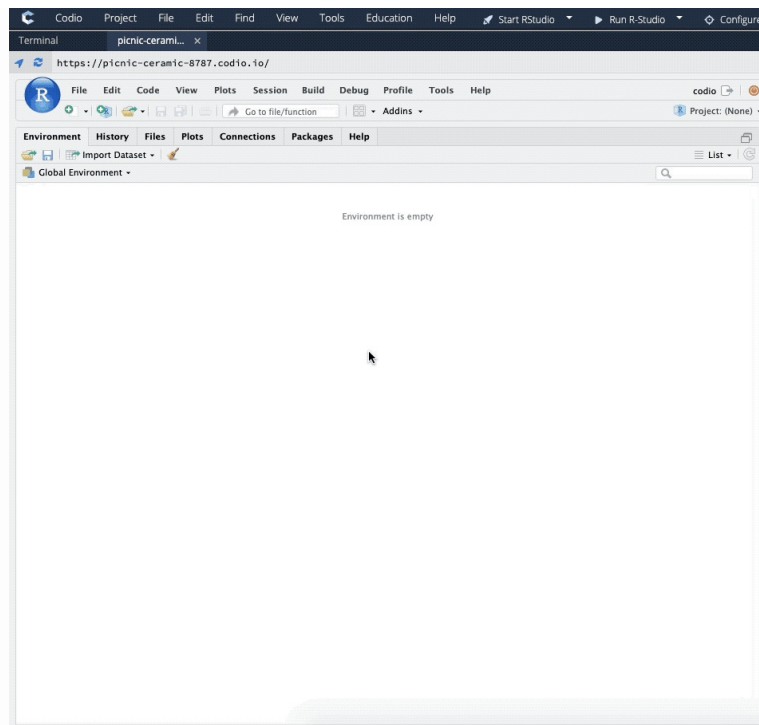 Codio Project File Edit Find View Tools Education Help Start RStudio Run R-Studio Configure
Terminal picnic-cerami... ×
https://picnic-ceramic-8787.codio.io/
R File Edit Code View Plots Session Build Debug Profile Tools Help codio
Go to file/function Addins R Project: (None)
Environment History Files Plots Connections Packages Help
Import Dataset List
Global Environment
Environment is empty